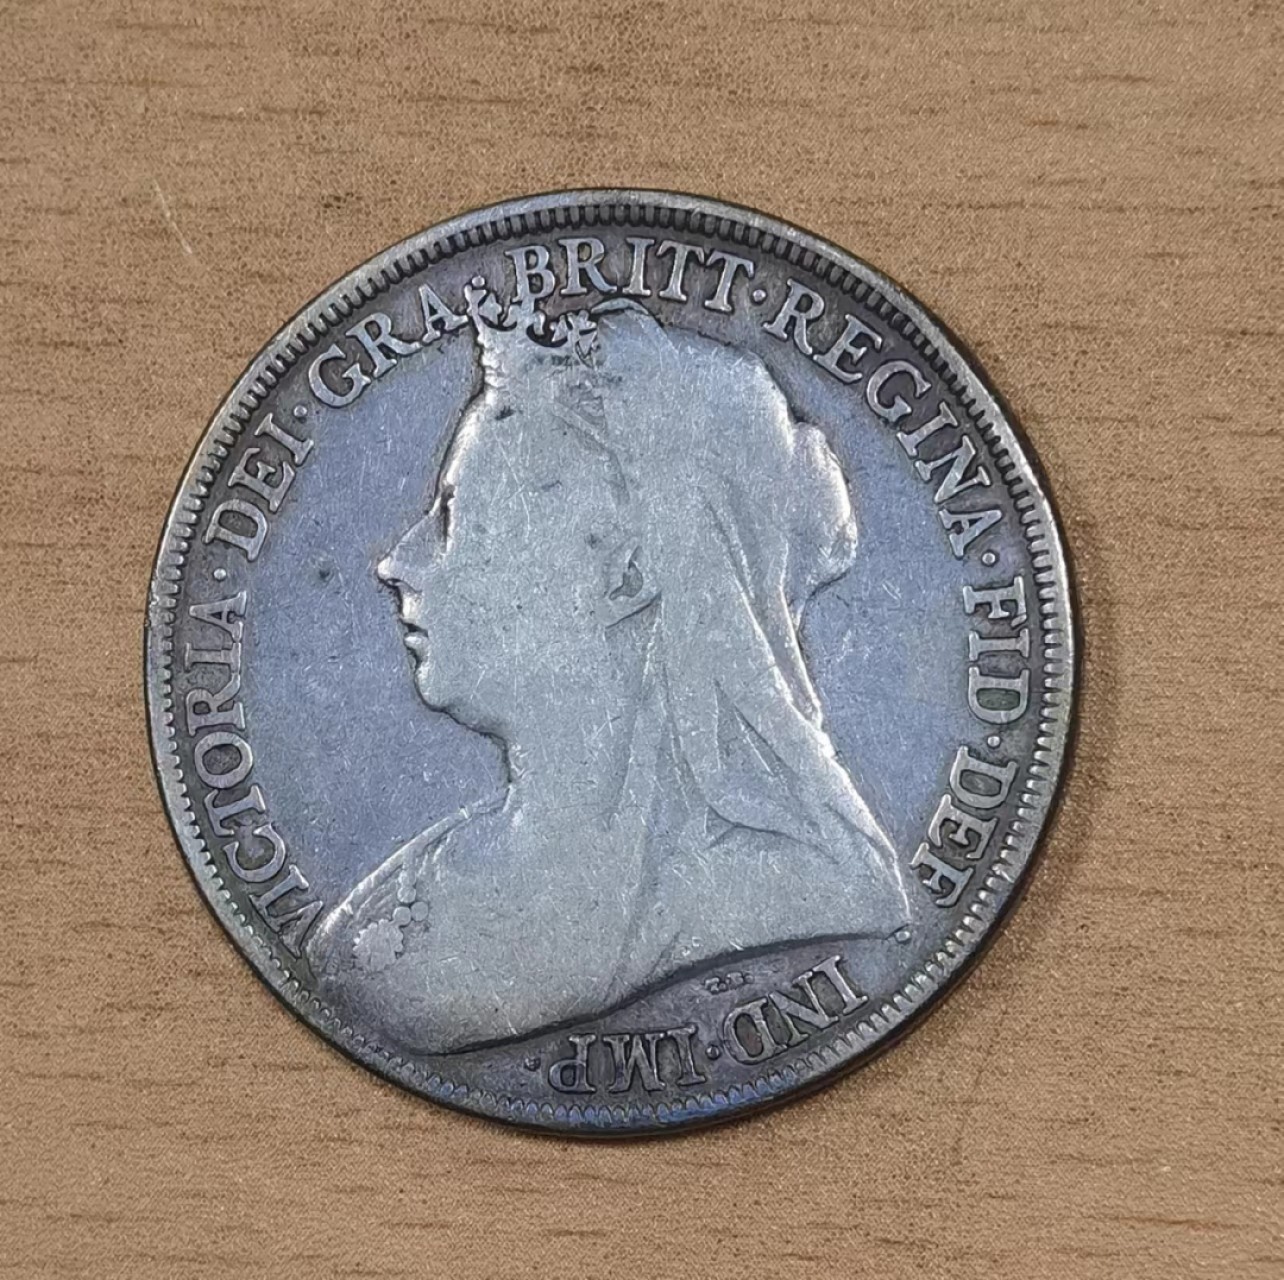 VICTORIA · DEI · GRA · BRITT · REGINA · FID · DEF · IND · IMP ·